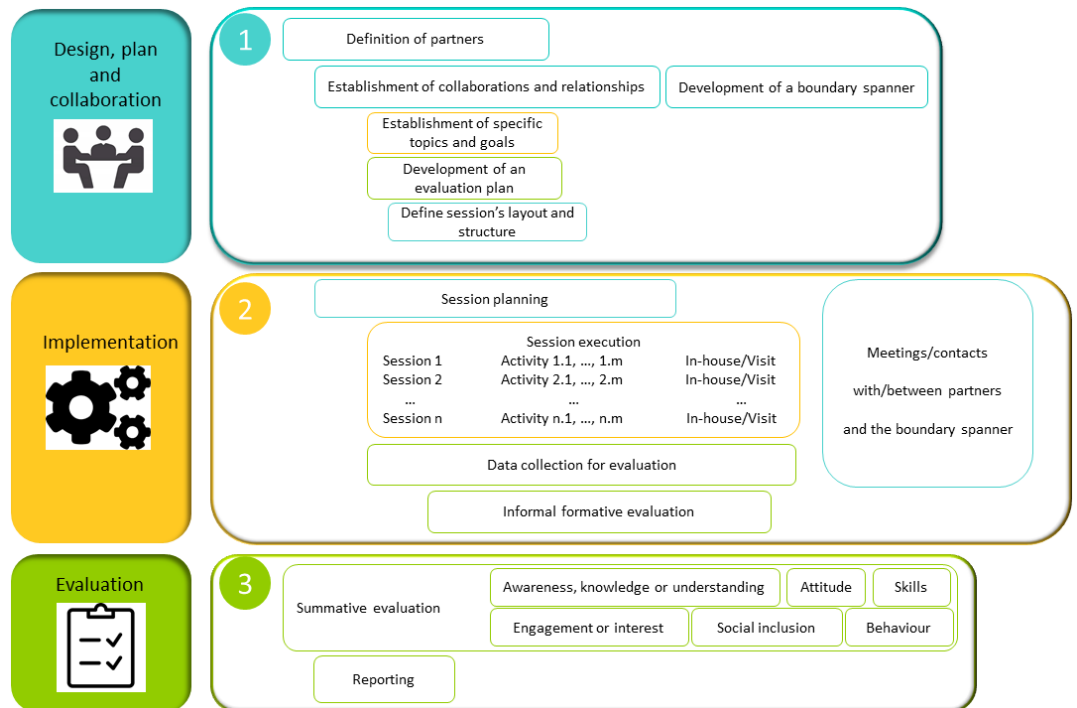 Design, plan
and
collaboration
1
Definition of partners
Establishment of collaborations and relationships
Development of a boundary spanner
Establishment of specific
topics and goals
Development of an
evaluation plan
Define session's layout and
structure
Implementation
2
Session planning
Session execution
Session 1 Activity 1.1, ..., 1.m In-house/Visit
Session 2 Activity 2.1, ..., 2.m In-house/Visit
... ... ...
Session n Activity n.1, ..., n.m In-house/Visit
Meetings/contacts
with/between partners
and the boundary spanner
Data collection for evaluation
Informal formative evaluation
Evaluation
3
Summative evaluation
Awareness, knowledge or understanding
Attitude
Skills
Engagement or interest
Social inclusion
Behaviour
Reporting